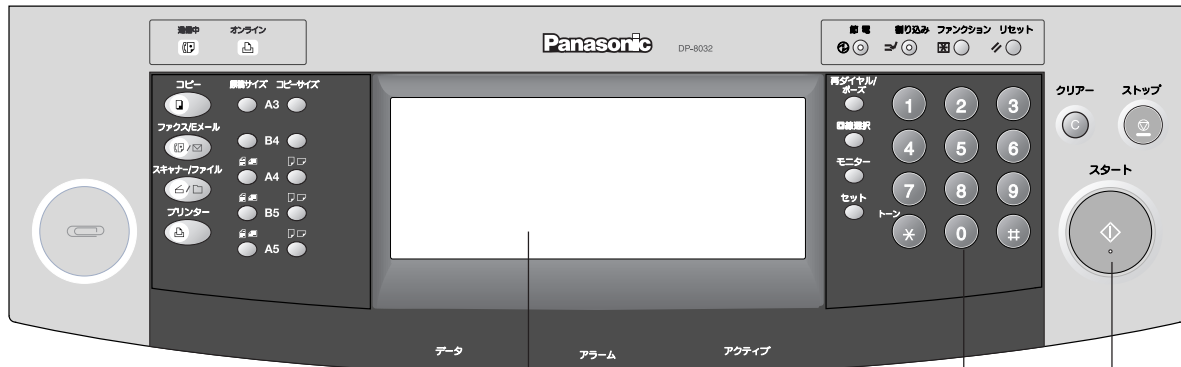 通信中 オンライン
Panasonic DP-8032
節電 割り込み ファンクション リセット
コピー
ファクス/Eメール
スキャナー/ファイル
プリンター
原稿サイズ コピーサイズ
A3
B4
A4
B5
A5
再ダイヤル/
ポーズ
回線選択
モニター
セット
トーン
1 2 3
4 5 6
7 8 9
* 0 #
クリアー
C
ストップ
スタート
データ アラーム アクティブ